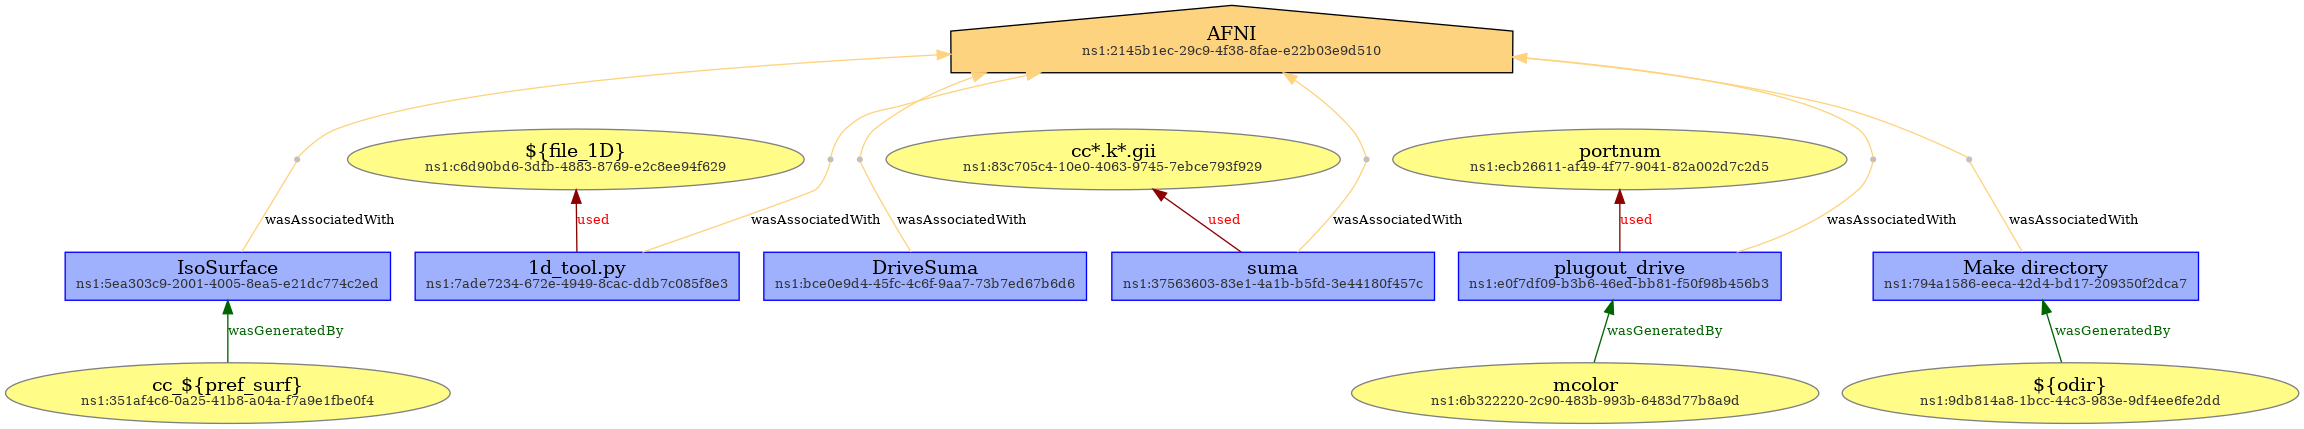 AFNI
ns1:2145b1ec-29c9-4f38-8fae-e22b03e9d510
${file_1D}
ns1:c6d90bd6-3dfb-4883-8769-e2c8ee94f629
cc*.k*.gii
ns1:83c705c4-10e0-4063-9745-7ebce793f929
portnum
ns1:ecb26611-af49-4f77-9041-82a002d7c2d5
wasAssociatedWith
used
wasAssociatedWith
wasAssociatedWith
used
wasAssociatedWith
used
wasAssociatedWith
wasAssociatedWith
IsoSurface
ns1:5ea303c9-2001-4005-8ea5-e21dc774c2ed
1d_tool.py
ns1:7ade7234-672e-4949-8cac-ddb7c085f8e3
DriveSuma
ns1:bce0e9d4-45fc-4c6f-9aa7-73b7ed67b6d6
suma
ns1:37563603-83e1-4a1b-b5fd-3e44180f457c
plugout_drive
ns1:e0f7df09-b3b6-46ed-bb81-f50f98b456b3
Make directory
ns1:794a1586-eeca-42d4-bd17-209350f2dca7
wasGeneratedBy
wasGeneratedBy
wasGeneratedBy
cc_${pref_surf}
ns1:351af4c6-0a25-41b8-a04a-f7a9e1fbe0f4
mcolor
ns1:6b322220-2c90-483b-993b-6483d77b8a9d
${odir}
ns1:9db814a8-1bcc-44c3-983e-9df4ee6fe2dd